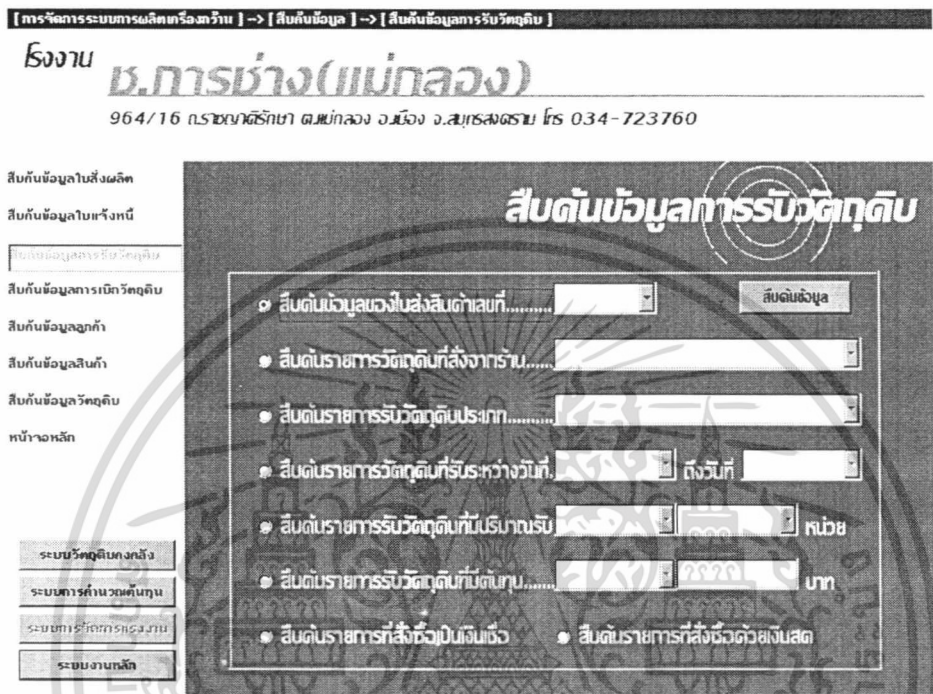 [ การจัดการระบบการผลิตเครื่องกว้าน ] --> [ สืบค้นข้อมูล ] --> [ สืบค้นข้อมูลการรับวัตถุดิบ ]
โรงงาน
ช.การช่าง(แม่กลอง)
964/16 ถ.ราชญาติรักษา ต.แม่กลอง อ.เมือง จ.สมุทรสงคราม โทร 034-723760
สืบค้นข้อมูลการรับวัตถุดิบ
สืบค้นข้อมูลใบสั่งผลิต
สืบค้นข้อมูลใบแจ้งหนี้
สืบค้นข้อมูลการรับวัตถุดิบ
สืบค้นข้อมูลการเบิกวัตถุดิบ
สืบค้นข้อมูลลูกค้า
สืบค้นข้อมูลสินค้า
สืบค้นข้อมูลวัตถุดิบ
หน้าจอหลัก
ระบบวัตถุดิบคงคลัง
ระบบการคำนวณต้นทุน
ระบบการจัดการแรงงาน
ระบบงานหลัก
สืบค้นข้อมูลของใบส่งสินค้าเลขที่.......... สืบค้นข้อมูล
สืบค้นรายการวัตถุดิบที่สั่งจากร้าน......
สืบค้นรายการรับวัตถุดิบประเภท..........
สืบค้นรายการวัตถุดิบที่รับระหว่างวันที่. ถึงวันที่
สืบค้นรายการรับวัตถุดิบที่มีปริมาณรับ หน่วย
สืบค้นรายการรับวัตถุดิบที่มีต้นทุน....... บาท
สืบค้นรายการที่สั่งซื้อเป็นเงินเชื่อ สืบค้นรายการที่สั่งซื้อด้วยเงินสด